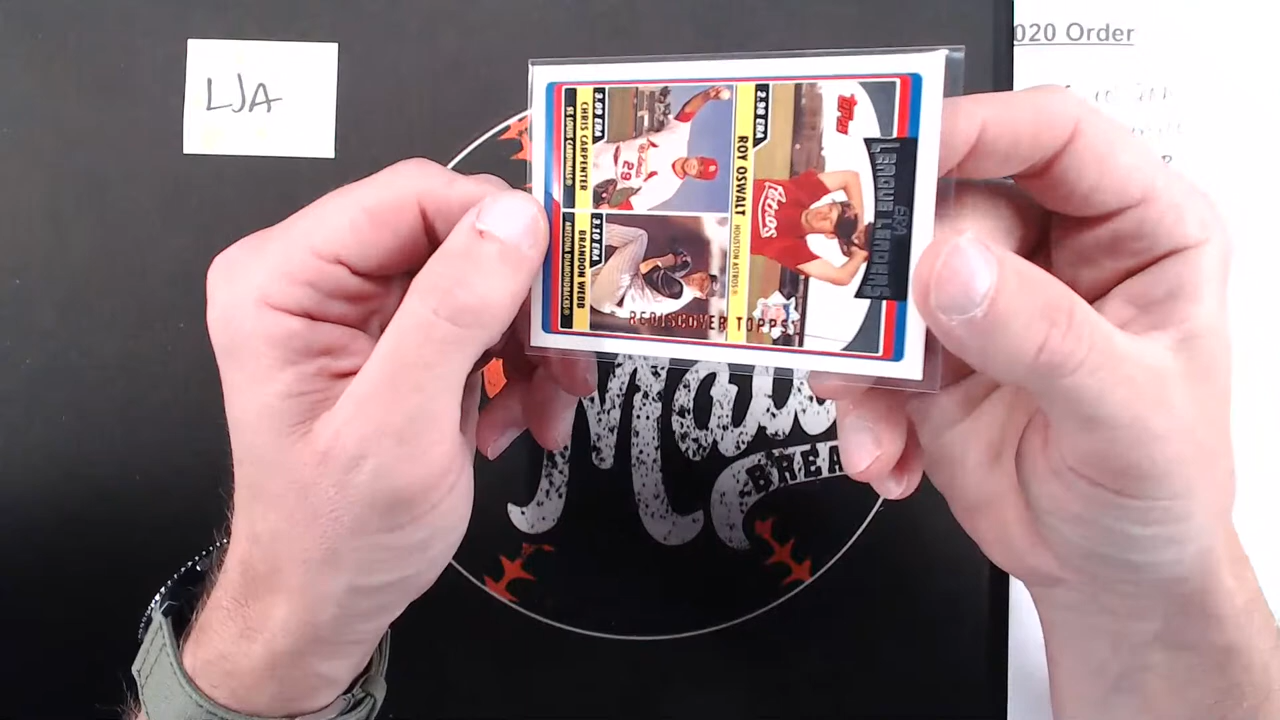 LJA
020 Order
TOPPS
ERA
LEAGUE LEADERS
2.98 ERA
ROY OSWALT HOUSTON ASTROS®
Astros
3.09 ERA
CHRIS CARPENTER
ST. LOUIS CARDINALS®
Cardinals
29
3.10 ERA
BRANDON WEBB
ARIZONA DIAMONDBACKS®
REDISCOVER TOPPS
BREA